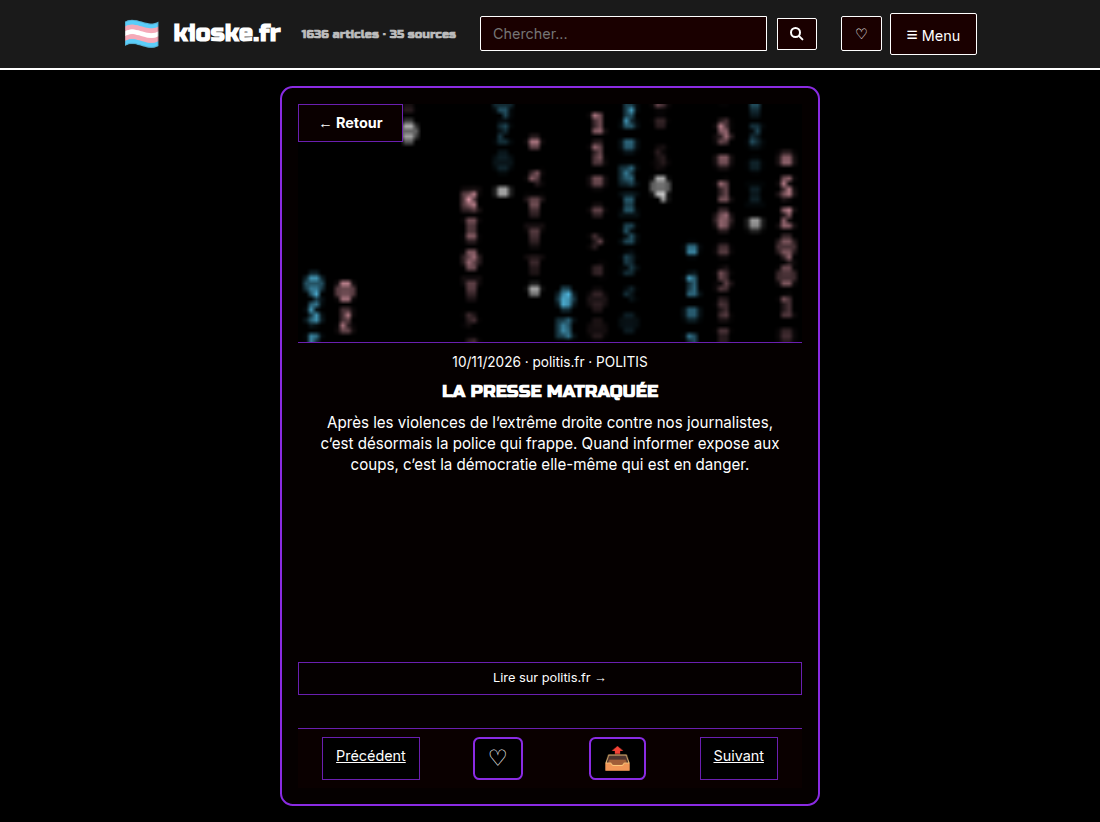 kioske.fr
1636 articles · 35 sources
Chercher...
♡
≡ Menu
← Retour
10/11/2026 · politis.fr · POLITIS
LA PRESSE MATRAQUÉE
Après les violences de l’extrême droite contre nos journalistes,
c’est désormais la police qui frappe. Quand informer expose aux
coups, c’est la démocratie elle-même qui est en danger.
Lire sur politis.fr →
Précédent
♡
Suivant